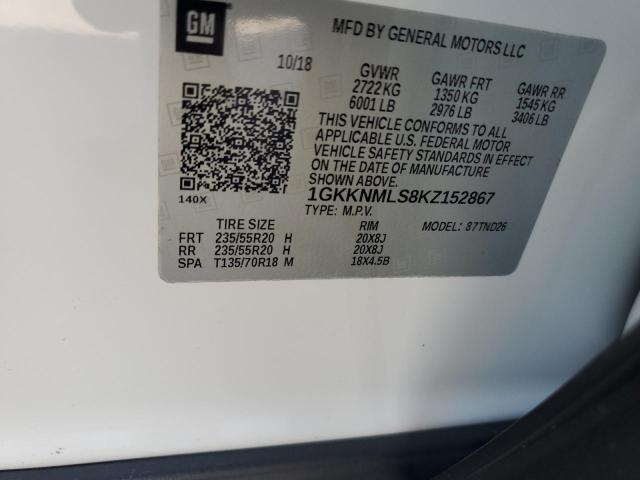 GM
MFD BY GENERAL MOTORS LLC
10/18 GVWR GAWR FRT GAWR RR
2722 KG 1350 KG 1545 KG
6001 LB 2976 LB 3406 LB
THIS VEHICLE CONFORMS TO ALL
APPLICABLE U.S. FEDERAL MOTOR
VEHICLE SAFETY STANDARDS IN EFFECT
ON THE DATE OF MANUFACTURE
SHOWN ABOVE.
140X 1GKKNMLS8KZ152867
TYPE: M.P.V. MODEL: 87TND26
TIRE SIZE RIM
FRT 235/55R20 H 20X8J
RR 235/55R20 H 20X8J
SPA T135/70R18 M 18X4.5B